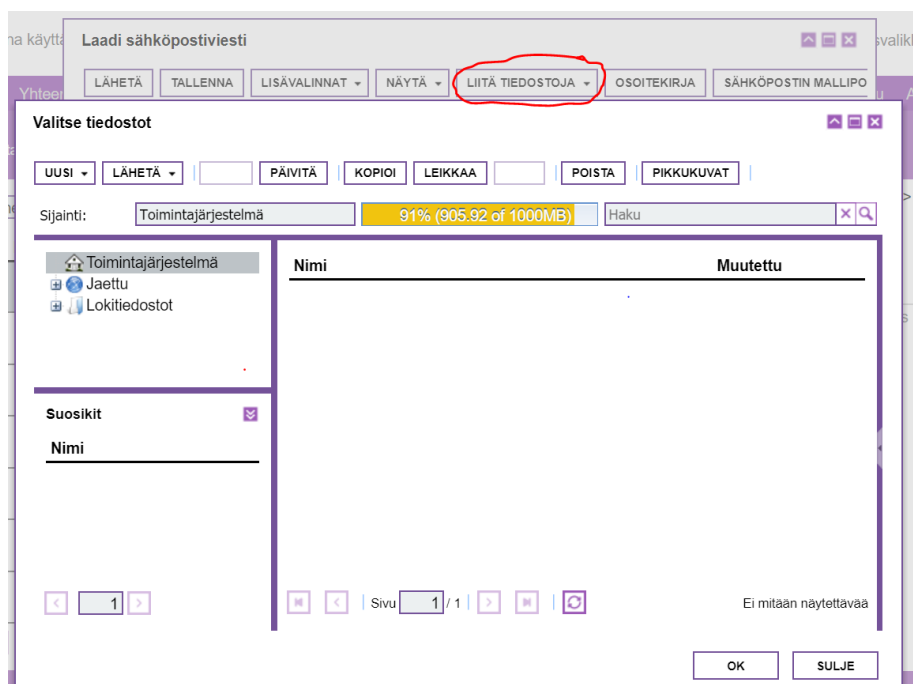 na käyttä
Laadi sähköpostiviesti
LÄHETÄ TALLENNA LISÄVALINNAT NÄYTÄ LIITÄ TIEDOSTOJA OSOITEKIRJA SÄHKÖPOSTIN MALLIPO
Valitse tiedostot
UUSI LÄHETÄ PÄIVITÄ KOPIOI LEIKKAA POISTA PIKKUKUVAT
Sijainti: Toimintajärjestelmä 91% (905.92 of 1000MB) Haku
Toimintajärjestelmä
Jaettu
Lokitiedostot
Nimi Muutettu
Suosikit
Nimi
1
Sivu 1 / 1 Ei mitään näytettävää
OK SULJE